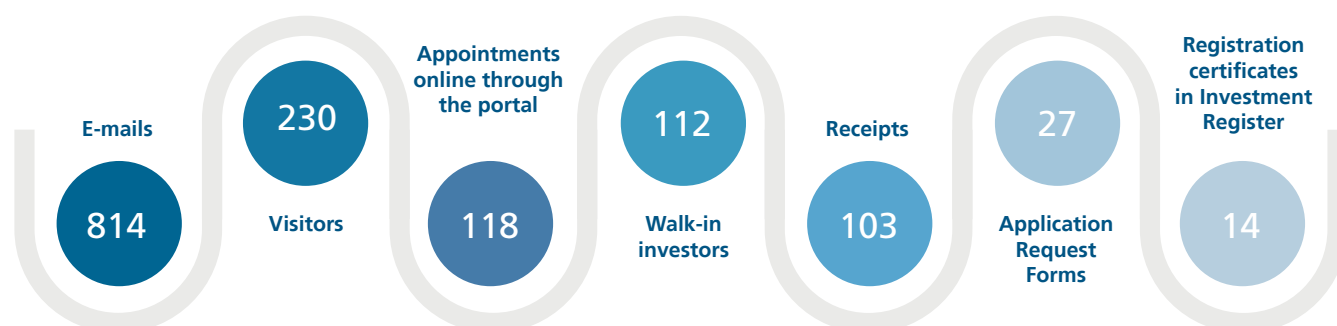 E-mails
814
230
Visitors
Appointments
online through
the portal
118
112
Walk-in
investors
Receipts
103
27
Application
Request
Forms
Registration
certificates
in Investment
Register
14